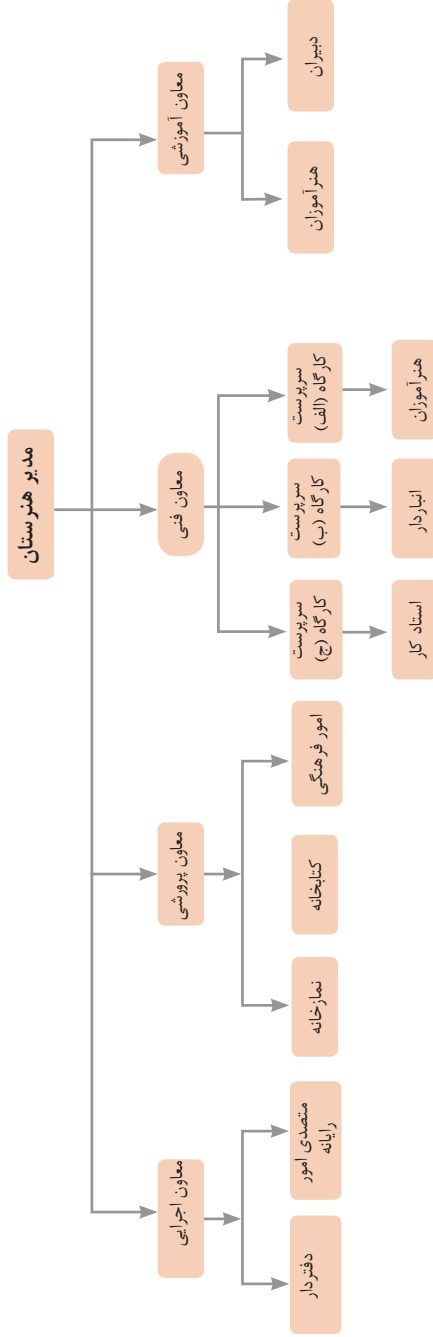 مدیر هنرستان
معاون آموزشی
معاون فنی
معاون پرورشی
معاون اجرایی
دبیران
هنرآموزان
سرپرست
کارگاه (الف)
سرپرست
کارگاه (ب)
سرپرست
کارگاه (ج)
امور فرهنگی
کتابخانه
نمازخانه
متصدی امور
رایانه
دفتردار
هنرآموزان
انباردار
استاد کار